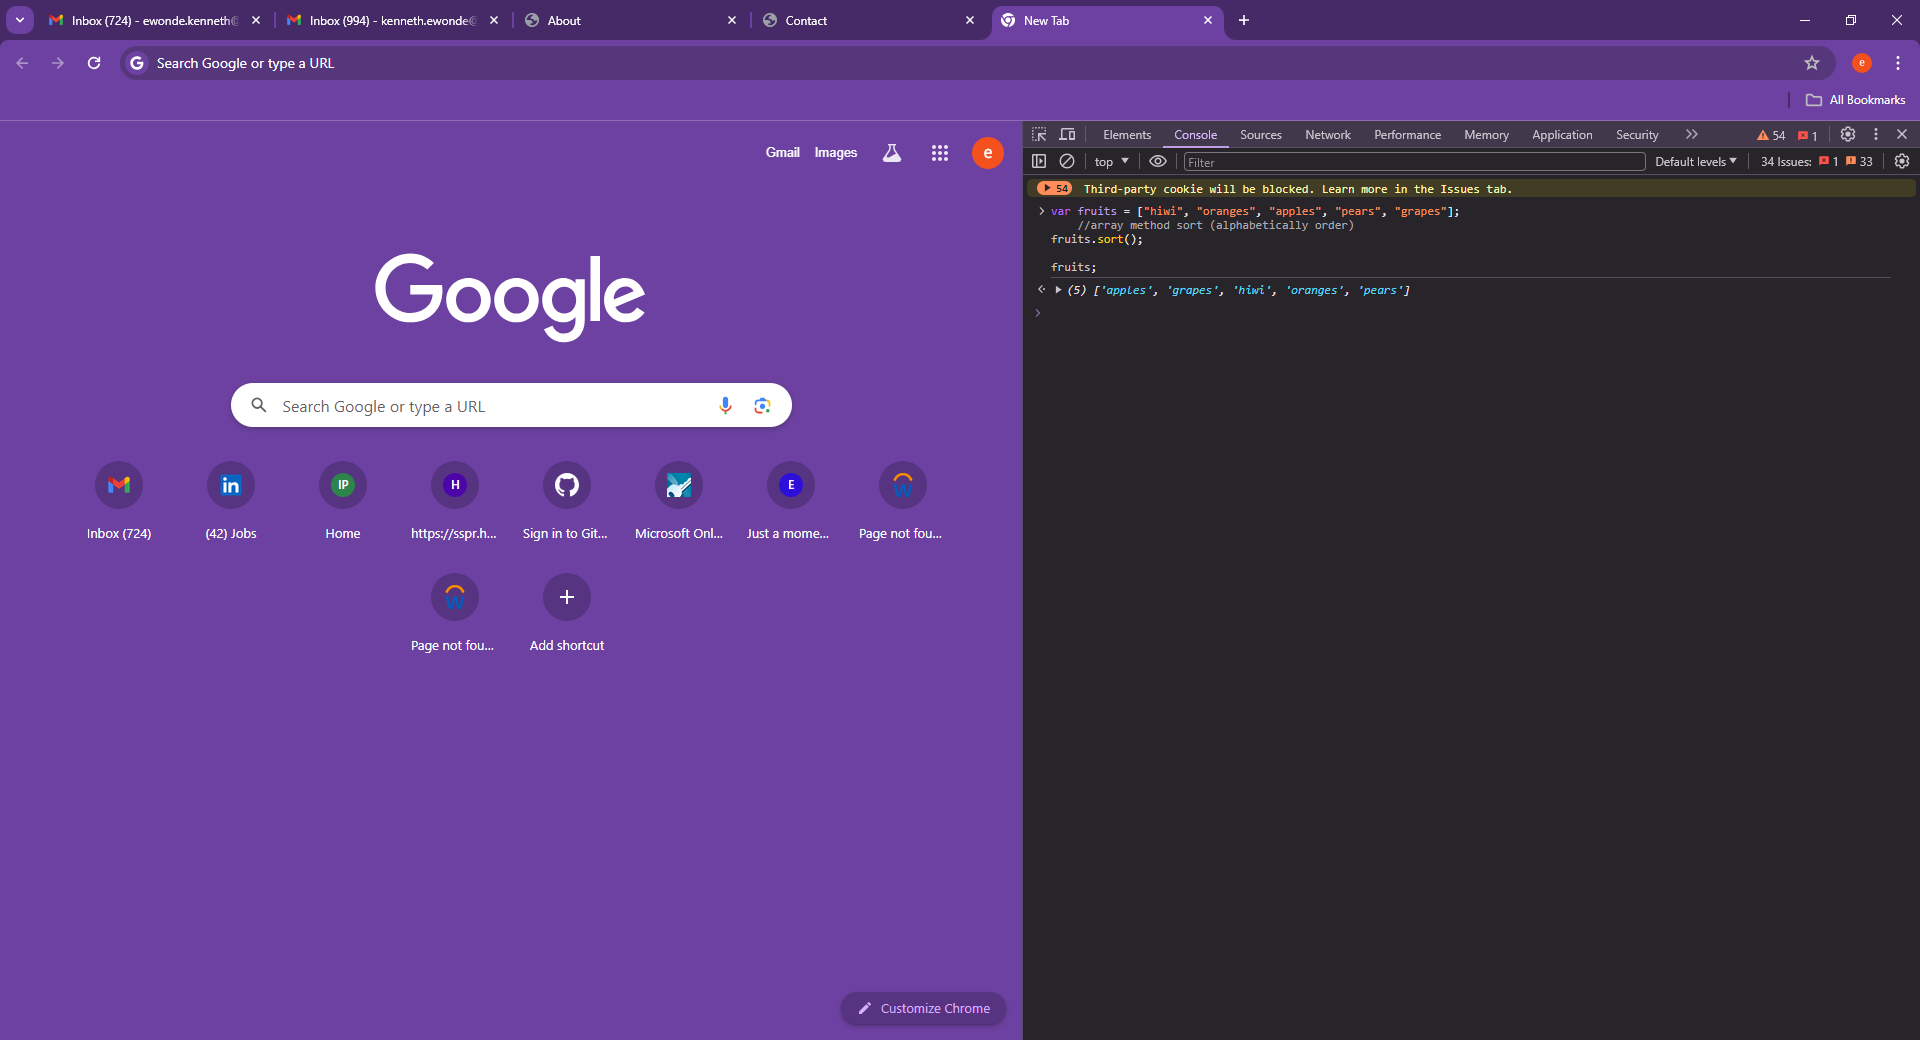 Inbox (724) - ewonde.kenneth@
Inbox (994) - kenneth.ewonde@
About
Contact
New Tab
Search Google or type a URL
e
All Bookmarks
Gmail
Images
e
Google
Search Google or type a URL
Inbox (724)
in
(42) Jobs
IP
Home
H
https://sspr.h...
Sign in to Git...
Microsoft Onl...
E
Just a mome...
W
Page not fou...
W
Page not fou...
Add shortcut
Customize Chrome
Elements Console Sources Network Performance Memory Application Security 54 1
top Filter Default levels 34 Issues: 1 33
54 Third-party cookie will be blocked. Learn more in the Issues tab.
var fruits = ["hiwi", "oranges", "apples", "pears", "grapes"];
//array method sort (alphabetically order)
fruits.sort();
fruits;
(5) ['apples', 'grapes', 'hiwi', 'oranges', 'pears']